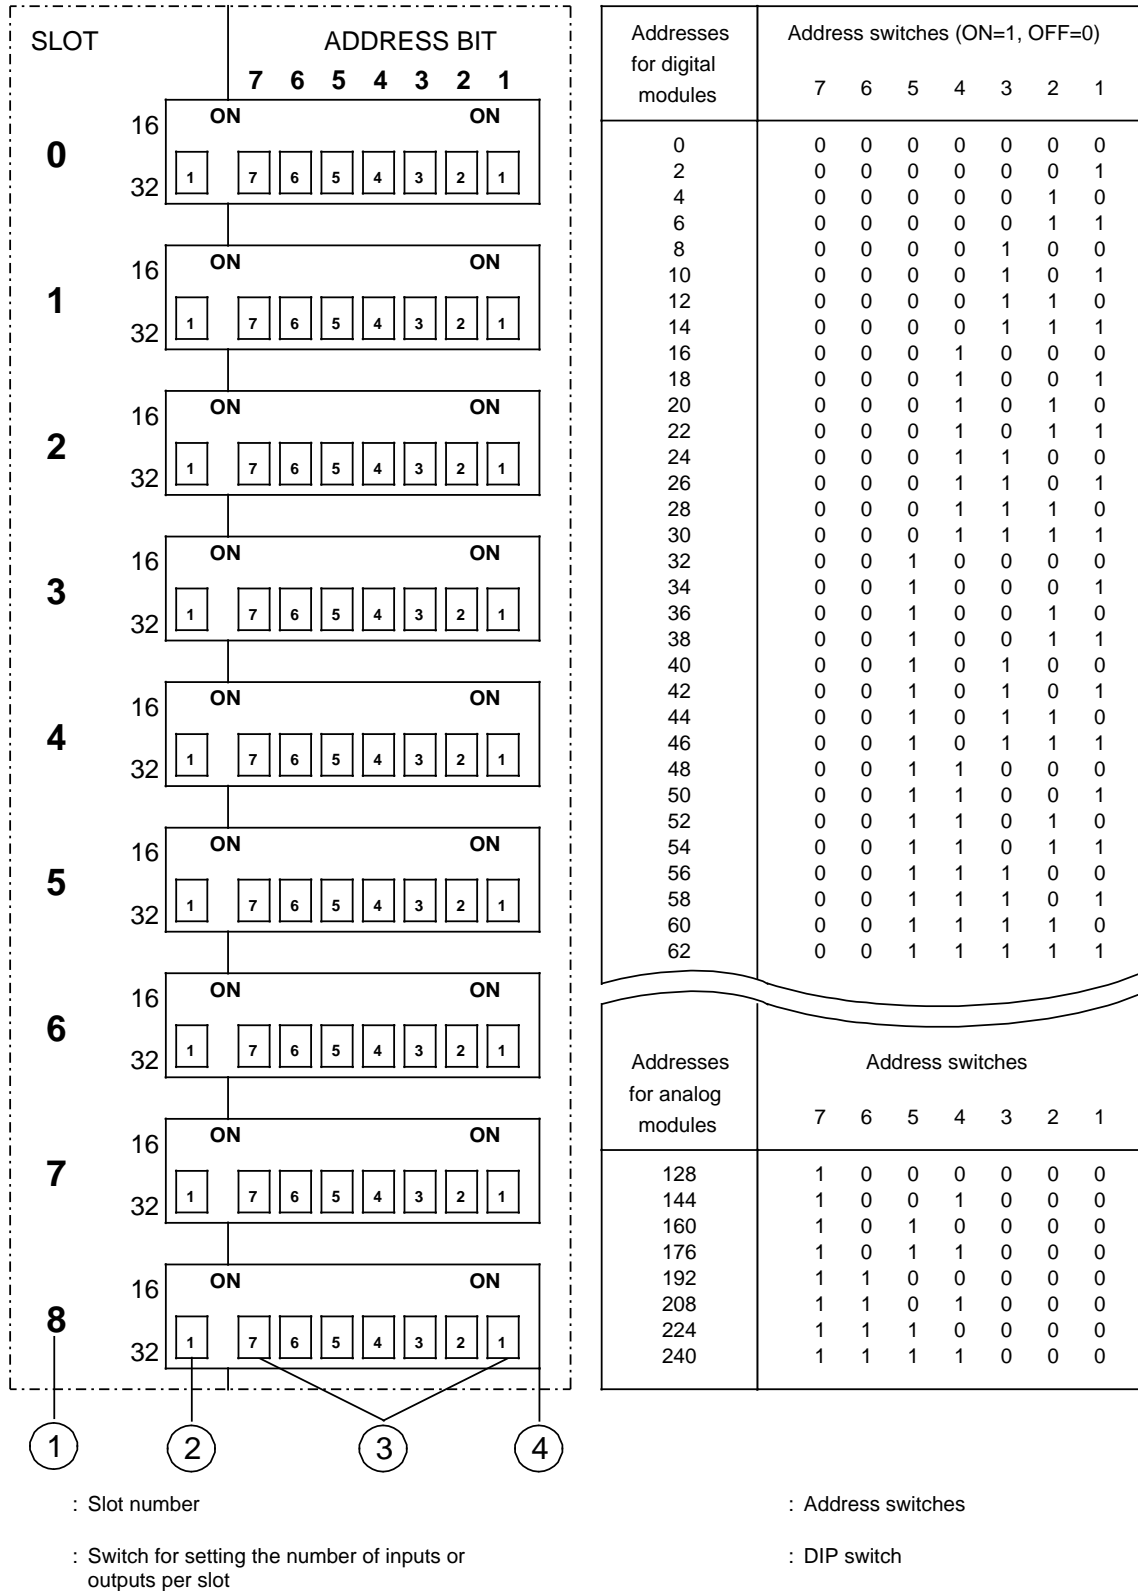 SLOT ADDRESS BIT
7 6 5 4 3 2 1
0 16 ON ON
32 1 7 6 5 4 3 2 1
1 16 ON ON
32 1 7 6 5 4 3 2 1
2 16 ON ON
32 1 7 6 5 4 3 2 1
3 16 ON ON
32 1 7 6 5 4 3 2 1
4 16 ON ON
32 1 7 6 5 4 3 2 1
5 16 ON ON
32 1 7 6 5 4 3 2 1
6 16 ON ON
32 1 7 6 5 4 3 2 1
7 16 ON ON
32 1 7 6 5 4 3 2 1
8 16 ON ON
32 1 7 6 5 4 3 2 1
1 2 3 4
Addresses
for digital
modules
Address switches (ON=1, OFF=0)
7 6 5 4 3 2 1
0 0 0 0 0 0 0 0
2 0 0 0 0 0 0 1
4 0 0 0 0 0 1 0
6 0 0 0 0 0 1 1
8 0 0 0 0 1 0 0
10 0 0 0 0 1 0 1
12 0 0 0 0 1 1 0
14 0 0 0 0 1 1 1
16 0 0 0 1 0 0 0
18 0 0 0 1 0 0 1
20 0 0 0 1 0 1 0
22 0 0 0 1 0 1 1
24 0 0 0 1 1 0 0
26 0 0 0 1 1 0 1
28 0 0 0 1 1 1 0
30 0 0 0 1 1 1 1
32 0 0 1 0 0 0 0
34 0 0 1 0 0 0 1
36 0 0 1 0 0 1 0
38 0 0 1 0 0 1 1
40 0 0 1 0 1 0 0
42 0 0 1 0 1 0 1
44 0 0 1 0 1 1 0
46 0 0 1 0 1 1 1
48 0 0 1 1 0 0 0
50 0 0 1 1 0 0 1
52 0 0 1 1 0 1 0
54 0 0 1 1 0 1 1
56 0 0 1 1 1 0 0
58 0 0 1 1 1 0 1
60 0 0 1 1 1 1 0
62 0 0 1 1 1 1 1
Addresses
for analog
modules
Address switches
7 6 5 4 3 2 1
128 1 0 0 0 0 0 0
144 1 0 0 1 0 0 0
160 1 0 1 0 0 0 0
176 1 0 1 1 0 0 0
192 1 1 0 0 0 0 0
208 1 1 0 1 0 0 0
224 1 1 1 0 0 0 0
240 1 1 1 1 0 0 0
: Slot number
: Switch for setting the number of inputs or
outputs per slot
: Address switches
: DIP switch